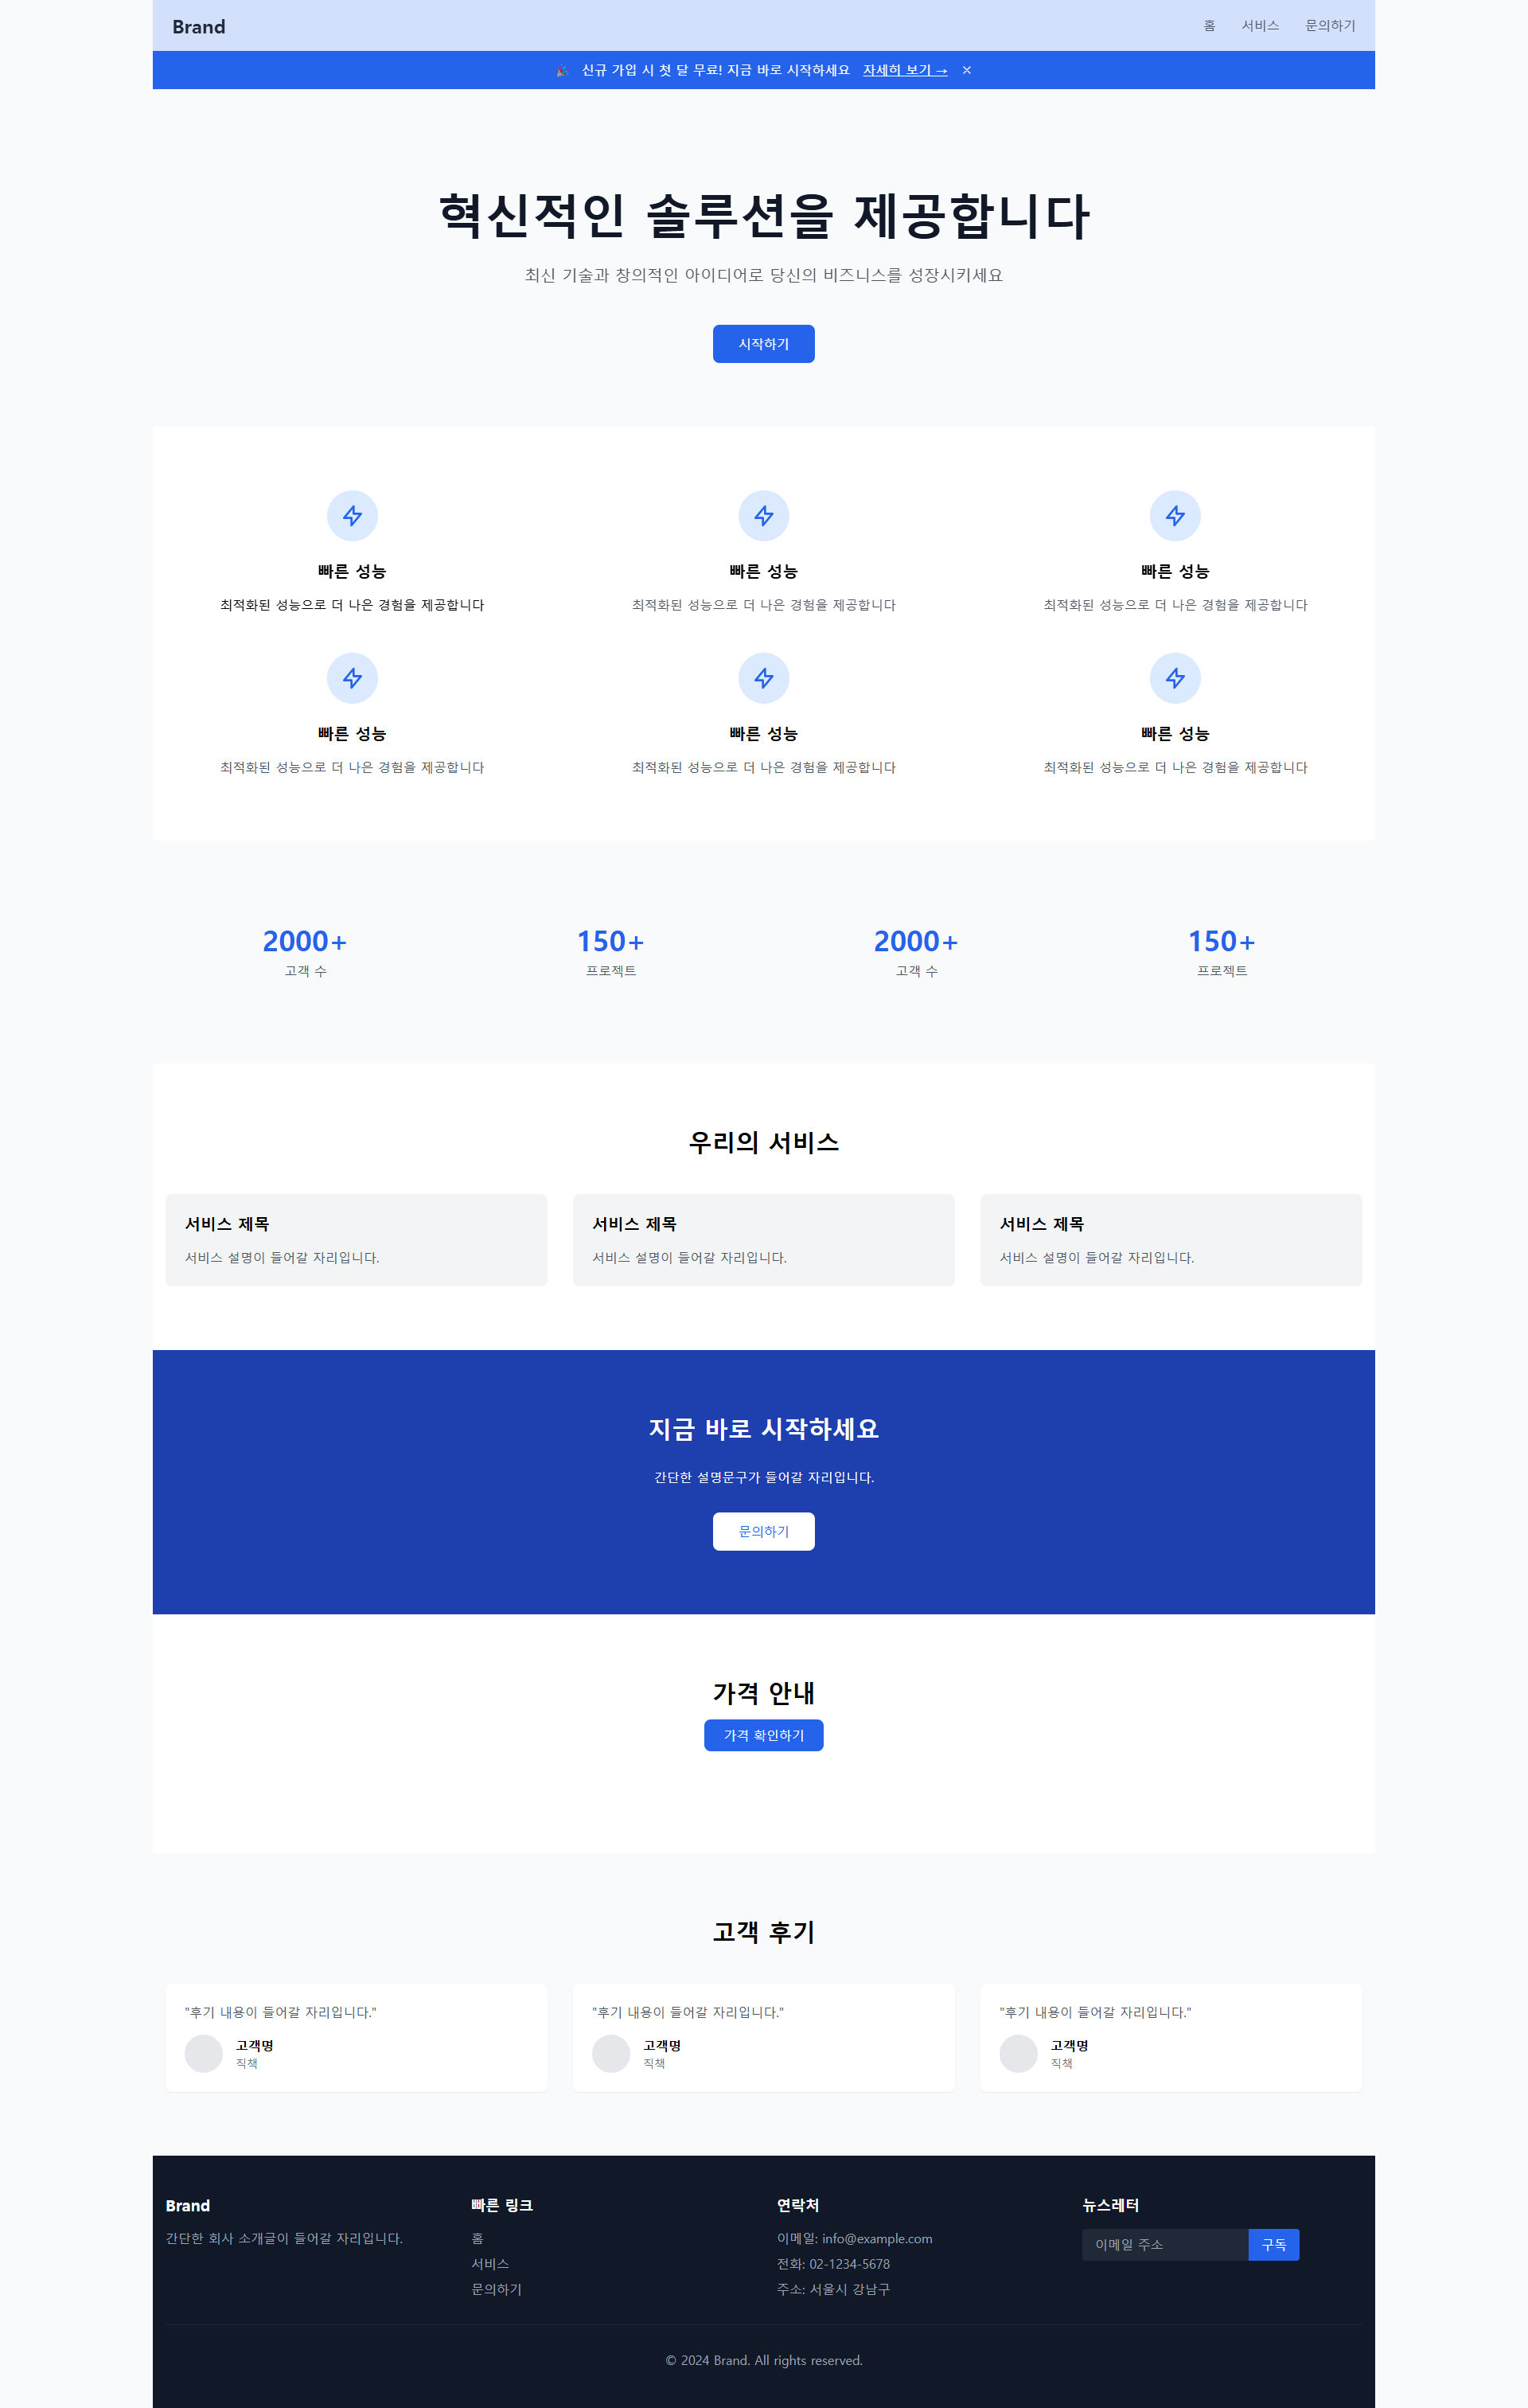 Brand
홈 서비스 문의하기
🎉 신규 가입 시 첫 달 무료! 지금 바로 시작하세요 자세히 보기 → ×
혁신적인 솔루션을 제공합니다
최신 기술과 창의적인 아이디어로 당신의 비즈니스를 성장시키세요
시작하기
빠른 성능
최적화된 성능으로 더 나은 경험을 제공합니다
빠른 성능
최적화된 성능으로 더 나은 경험을 제공합니다
빠른 성능
최적화된 성능으로 더 나은 경험을 제공합니다
빠른 성능
최적화된 성능으로 더 나은 경험을 제공합니다
빠른 성능
최적화된 성능으로 더 나은 경험을 제공합니다
빠른 성능
최적화된 성능으로 더 나은 경험을 제공합니다
2000+
고객 수
150+
프로젝트
2000+
고객 수
150+
프로젝트
우리의 서비스
서비스 제목
서비스 설명이 들어갈 자리입니다.
서비스 제목
서비스 설명이 들어갈 자리입니다.
서비스 제목
서비스 설명이 들어갈 자리입니다.
지금 바로 시작하세요
간단한 설명문구가 들어갈 자리입니다.
문의하기
가격 안내
가격 확인하기
고객 후기
"후기 내용이 들어갈 자리입니다."
고객명
직책
"후기 내용이 들어갈 자리입니다."
고객명
직책
"후기 내용이 들어갈 자리입니다."
고객명
직책
Brand
간단한 회사 소개글이 들어갈 자리입니다.
빠른 링크
홈
서비스
문의하기
연락처
이메일: info@example.com
전화: 02-1234-5678
주소: 서울시 강남구
뉴스레터
이메일 주소 구독
© 2024 Brand. All rights reserved.